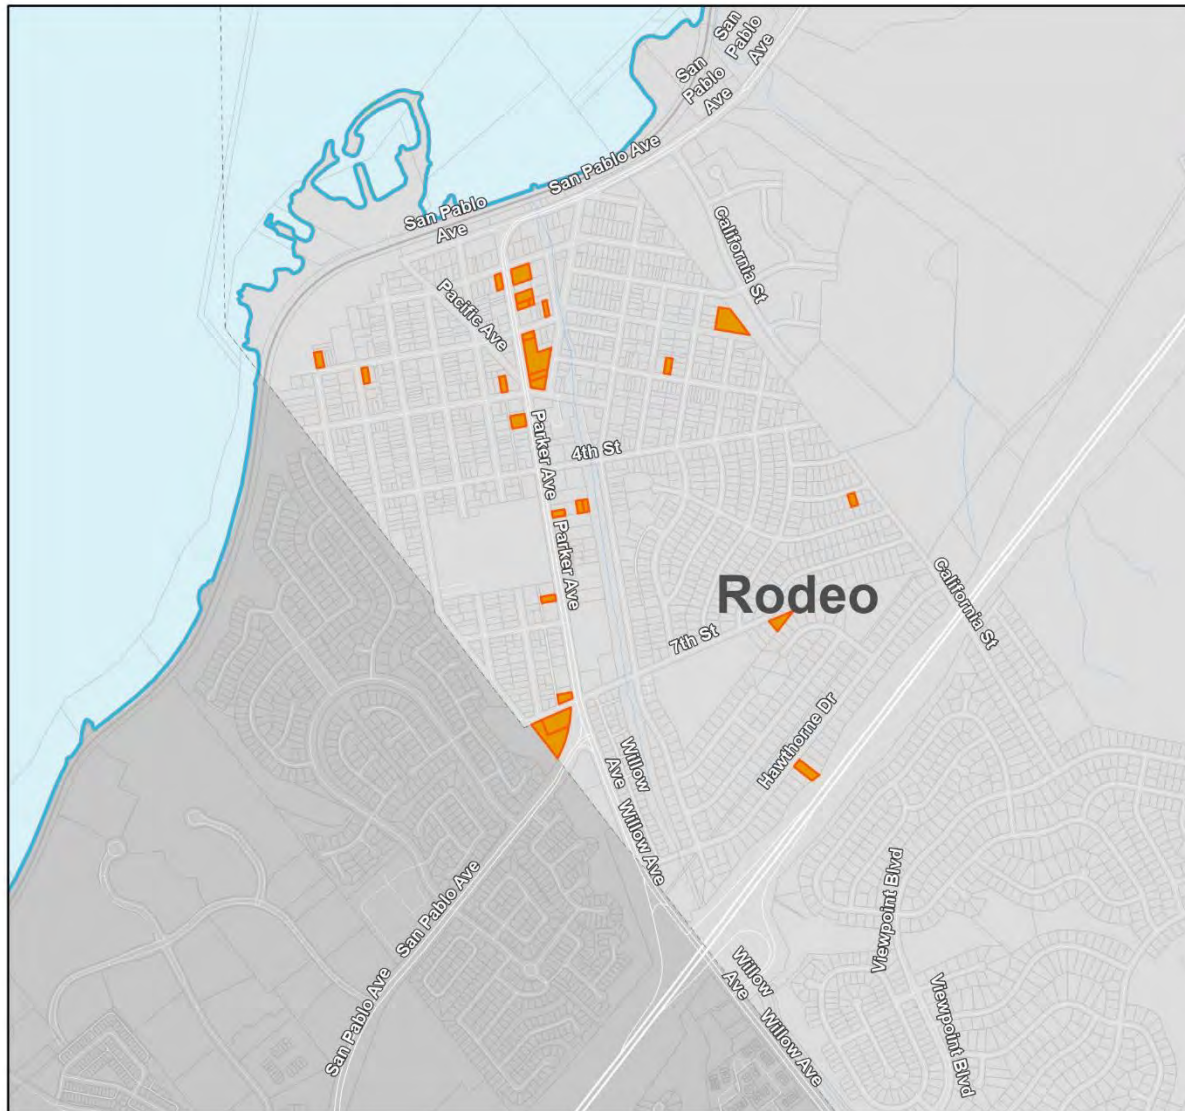 San
Pablo
Ave
San
Pablo
Ave
San Pablo Ave
San Pablo
Ave
California St
Pacific Ave
Parker Ave
4th St
Parker Ave
Rodeo
California St
7th St
Hawthorne Dr
Willow
Ave
Willow Ave
San Pablo Ave
Viewpoint Blvd
San Pablo Ave
Willow
Ave
Viewpoint Blvd
Willow Ave